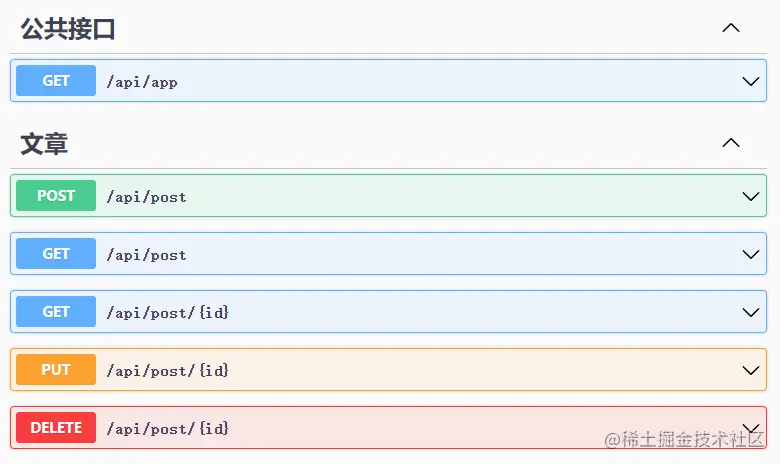 公共接口
GET /api/app
文章
POST /api/post
GET /api/post
GET /api/post/{id}
PUT /api/post/{id}
DELETE /api/post/{id}
@稀土掘金技术社区